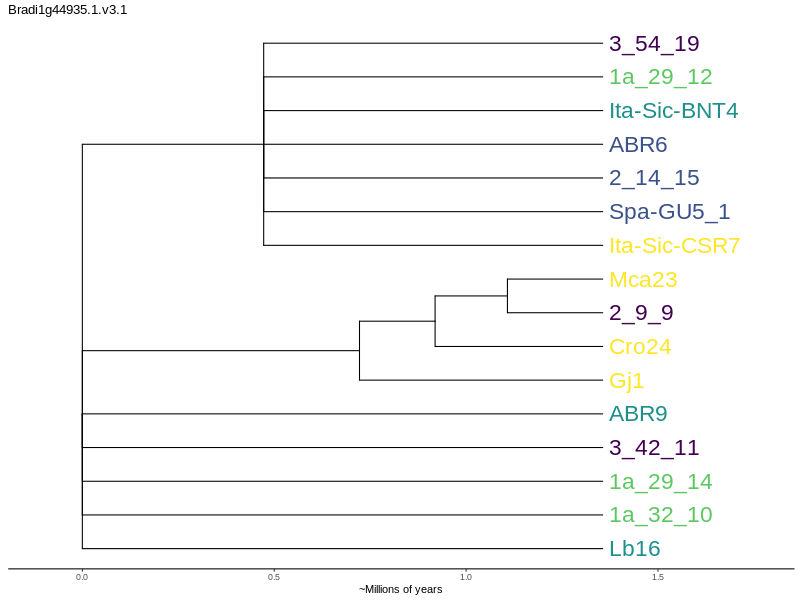 Bradi1g44935.1.v3.1
3_54_19
1a_29_12
Ita-Sic-BNT4
ABR6
2_14_15
Spa-GU5_1
Ita-Sic-CSR7
Mca23
2_9_9
Cro24
Gj1
ABR9
3_42_11
1a_29_14
1a_32_10
Lb16
0.0 0.5 1.0 1.5
~Millions of years